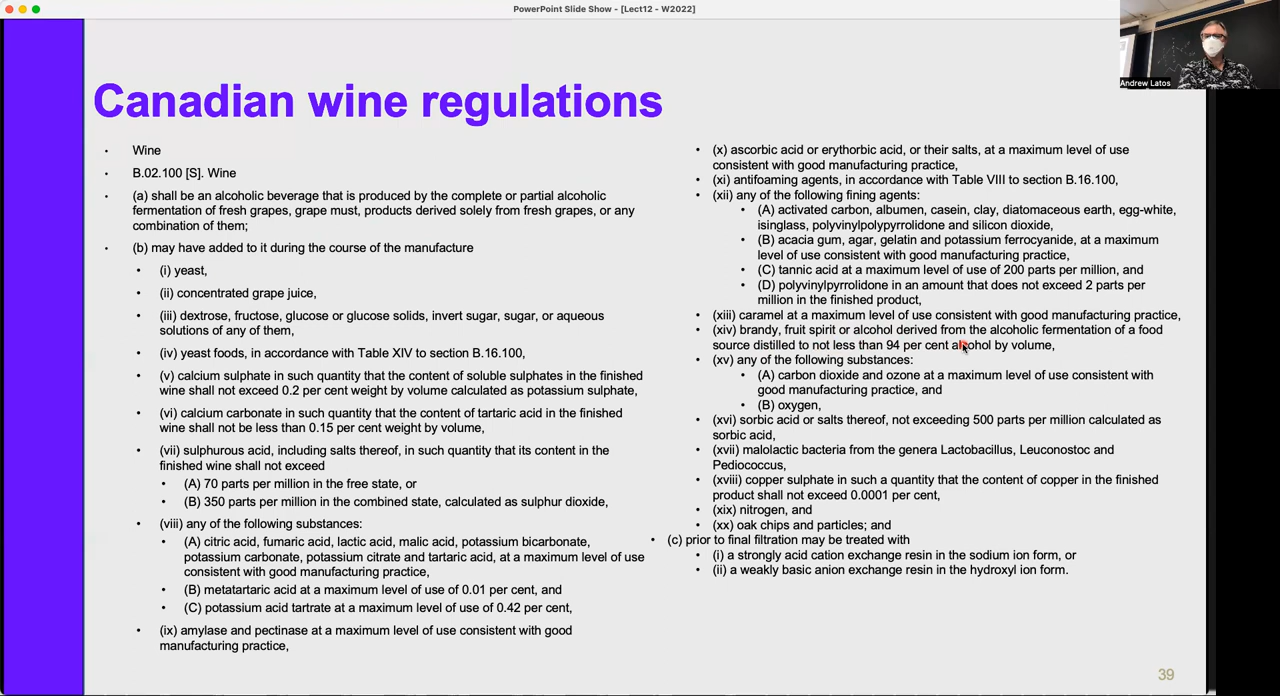 PowerPoint Slide Show - [Lect12 - W2022]
Andrew Latos
Canadian wine regulations
• Wine
• B.02.100 [S]. Wine
• (a) shall be an alcoholic beverage that is produced by the complete or partial alcoholic
fermentation of fresh grapes, grape must, products derived solely from fresh grapes, or any
combination of them;
• (b) may have added to it during the course of the manufacture
• (i) yeast,
• (ii) concentrated grape juice,
• (iii) dextrose, fructose, glucose or glucose solids, invert sugar, sugar, or aqueous
solutions of any of them,
• (iv) yeast foods, in accordance with Table XIV to section B.16.100,
• (v) calcium sulphate in such quantity that the content of soluble sulphates in the finished
wine shall not exceed 0.2 per cent weight by volume calculated as potassium sulphate,
• (vi) calcium carbonate in such quantity that the content of tartaric acid in the finished
wine shall not be less than 0.15 per cent weight by volume,
• (vii) sulphurous acid, including salts thereof, in such quantity that its content in the
finished wine shall not exceed
• (A) 70 parts per million in the free state, or
• (B) 350 parts per million in the combined state, calculated as sulphur dioxide,
• (viii) any of the following substances:
• (A) citric acid, fumaric acid, lactic acid, malic acid, potassium bicarbonate,
potassium carbonate, potassium citrate and tartaric acid, at a maximum level of use
consistent with good manufacturing practice,
• (B) metatartaric acid at a maximum level of use of 0.01 per cent, and
• (C) potassium acid tartrate at a maximum level of use of 0.42 per cent,
• (ix) amylase and pectinase at a maximum level of use consistent with good
manufacturing practice,
• (x) ascorbic acid or erythorbic acid, or their salts, at a maximum level of use
consistent with good manufacturing practice,
• (xi) antifoaming agents, in accordance with Table VIII to section B.16.100,
• (xii) any of the following fining agents:
• (A) activated carbon, albumen, casein, clay, diatomaceous earth, egg-white,
isinglass, polyvinylpolypyrrolidone and silicon dioxide,
• (B) acacia gum, agar, gelatin and potassium ferrocyanide, at a maximum
level of use consistent with good manufacturing practice,
• (C) tannic acid at a maximum level of use of 200 parts per million, and
• (D) polyvinylpyrrolidone in an amount that does not exceed 2 parts per
million in the finished product,
• (xiii) caramel at a maximum level of use consistent with good manufacturing practice,
• (xiv) brandy, fruit spirit or alcohol derived from the alcoholic fermentation of a food
source distilled to not less than 94 per cent alcohol by volume,
• (xv) any of the following substances:
• (A) carbon dioxide and ozone at a maximum level of use consistent with
good manufacturing practice, and
• (B) oxygen,
• (xvi) sorbic acid or salts thereof, not exceeding 500 parts per million calculated as
sorbic acid,
• (xvii) malolactic bacteria from the genera Lactobacillus, Leuconostoc and
Pediococcus,
• (xviii) copper sulphate in such a quantity that the content of copper in the finished
product shall not exceed 0.0001 per cent,
• (xix) nitrogen, and
• (xx) oak chips and particles; and
• (c) prior to final filtration may be treated with
• (i) a strongly acid cation exchange resin in the sodium ion form, or
• (ii) a weakly basic anion exchange resin in the hydroxyl ion form.
39